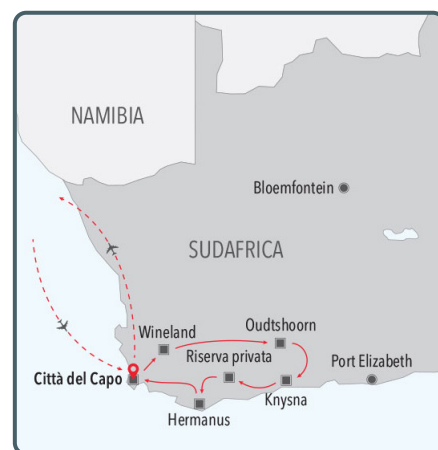 NAMIBIA
Bloemfontein
SUDAFRICA
Wineland
Oudtshoorn
Riserva privata
Port Elizabeth
Città del Capo
Knysna
Hermanus